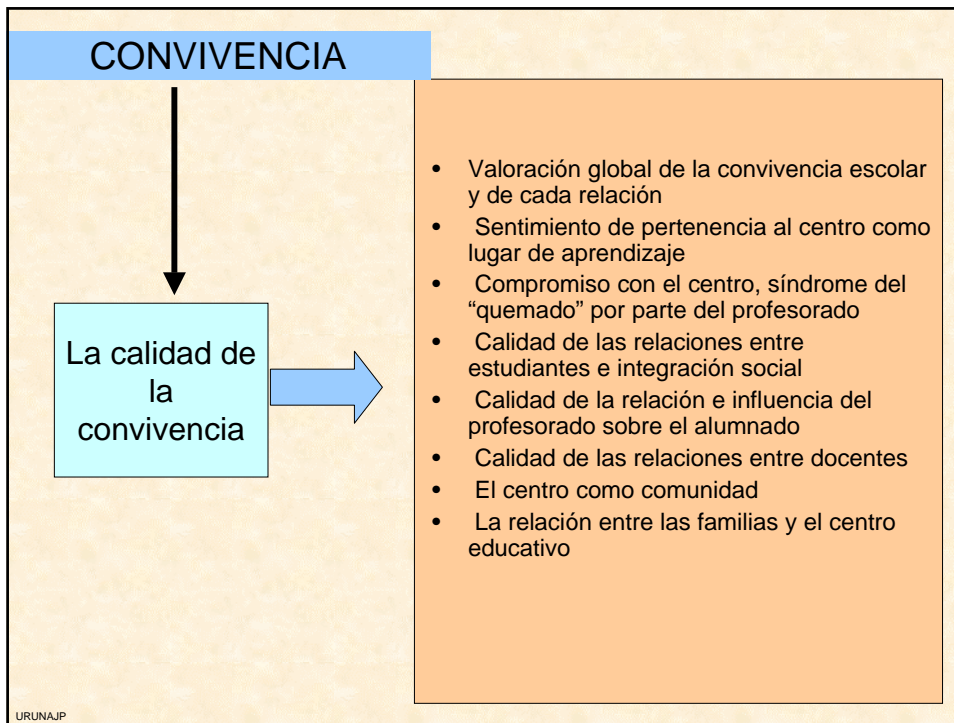 CONVIVENCIA
La calidad de
la
convivencia
• Valoración global de la convivencia escolar
y de cada relación
• Sentimiento de pertenencia al centro como
lugar de aprendizaje
• Compromiso con el centro, síndrome del
“quemado” por parte del profesorado
• Calidad de las relaciones entre
estudiantes e integración social
• Calidad de la relación e influencia del
profesorado sobre el alumnado
• Calidad de las relaciones entre docentes
• El centro como comunidad
• La relación entre las familias y el centro
educativo
URUNAJP